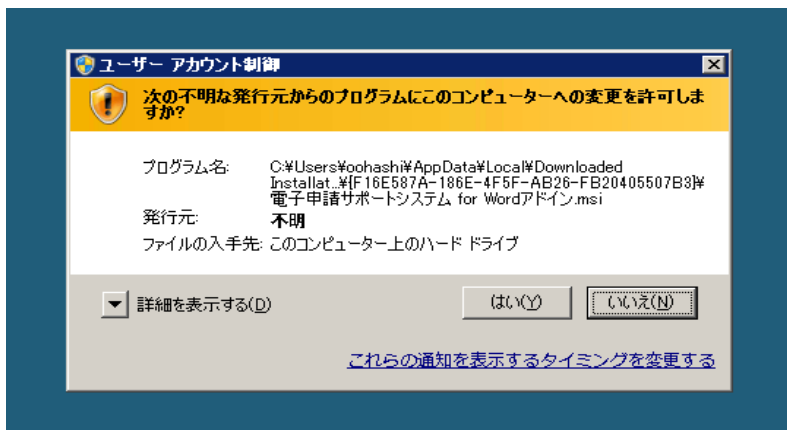 ユーザー アカウント制御
次の不明な発行元からのプログラムにこのコンピューターへの変更を許可しま
すか?
プログラム名: C:¥Users¥oohashi¥AppData¥Local¥Downloaded
Installat...¥{F16E587A-186E-4F5F-AB26-FB20405507B3}¥
電子申請サポートシステム for Wordアドイン.msi
発行元: 不明
ファイルの入手先: このコンピューター上のハード ドライブ
詳細を表示する(D) はい(Y) いいえ(N)
これらの通知を表示するタイミングを変更する